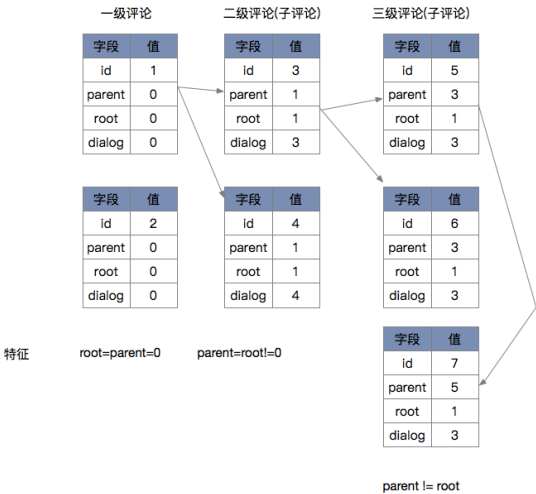 一级评论
二级评论(子评论)
三级评论(子评论)
字段 值
id 1
parent 0
root 0
dialog 0
字段 值
id 3
parent 1
root 1
dialog 3
字段 值
id 5
parent 3
root 1
dialog 3
字段 值
id 2
parent 0
root 0
dialog 0
字段 值
id 4
parent 1
root 1
dialog 4
字段 值
id 6
parent 3
root 1
dialog 3
字段 值
id 7
parent 5
root 1
dialog 3
特征
root=parent=0
parent=root!=0
parent != root